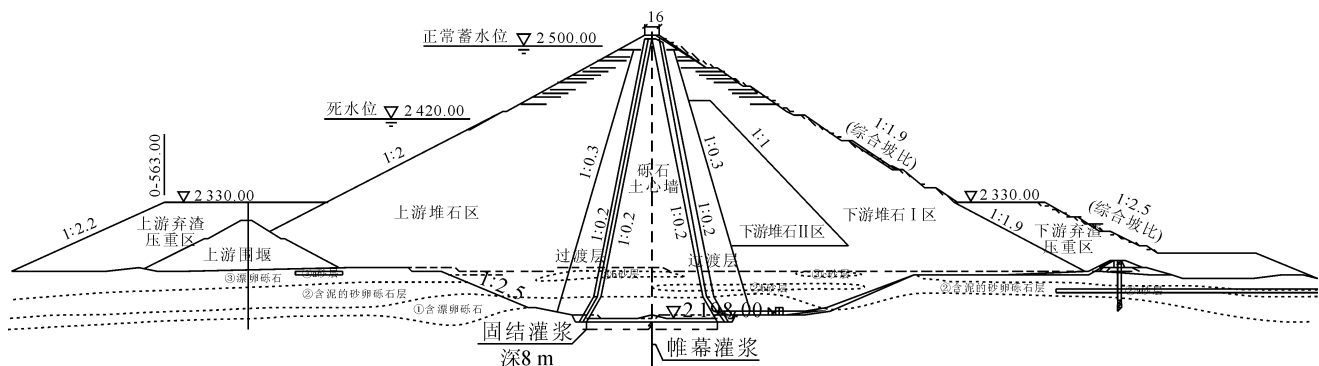 16
正常蓄水位
2 500.00
死水位
2 420.00
0-563.00
2 330.00
1:2.2
上游弃渣
压重区
上游围堰
1:2
上游堆石区
1:0.3
1:0.2
1:0.2
砾石
土心墙
1:0.2
1:0.2
1:0.3
1:1
下游堆石II区
下游堆石I区
1:1.9
(综合坡比)
2 330.00
1:1.9
1:2.5
(综合坡比)
下游弃渣
压重区
过渡层
过渡层
③漂卵砾石
②含泥的砂卵砾石层
①含漂卵砾石
1:2.5
②含泥的砂卵砾石层
固结灌浆
深8 m
帷幕灌浆